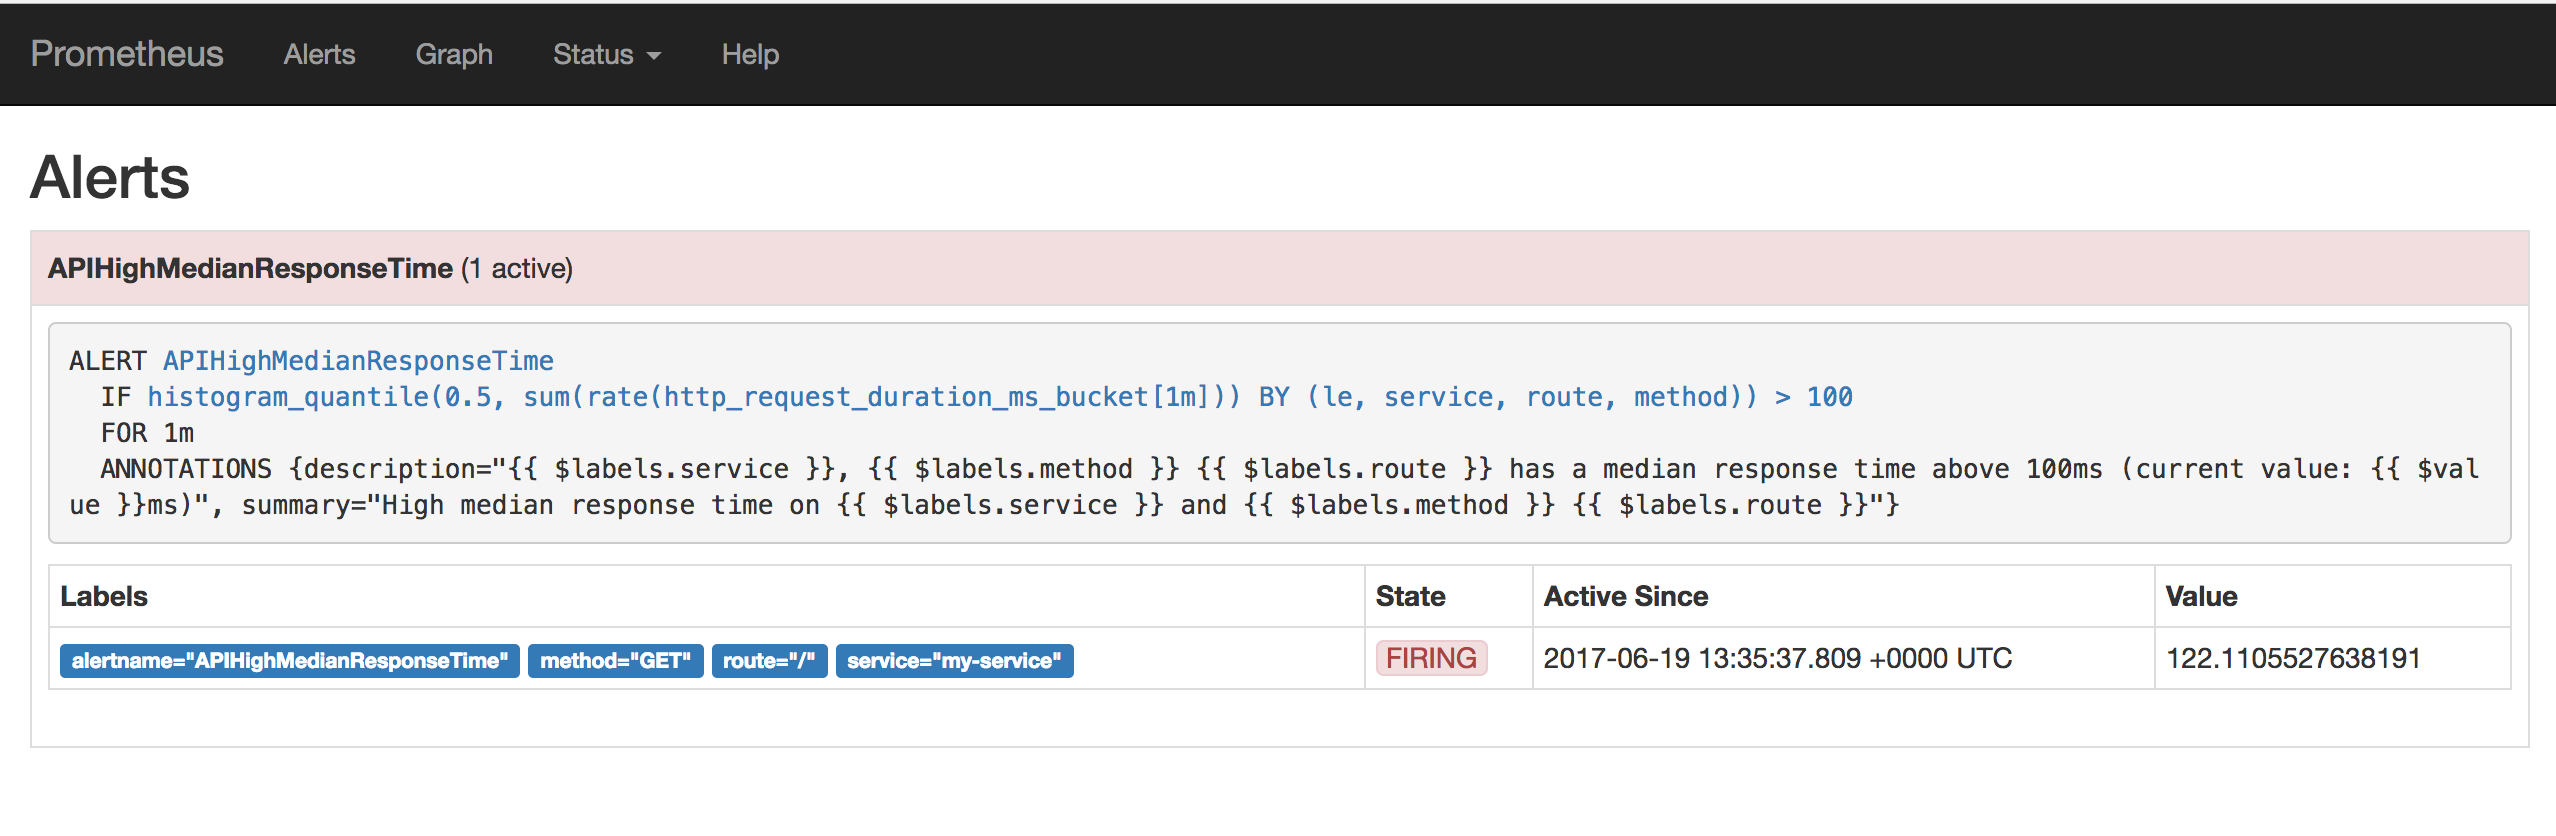 Prometheus Alerts Graph Status Help
Alerts
APIHighMedianResponseTime (1 active)
ALERT APIHighMedianResponseTime
IF histogram_quantile(0.5, sum(rate(http_request_duration_ms_bucket[1m])) BY (le, service, route, method)) > 100
FOR 1m
ANNOTATIONS {description="{{ $labels.service }}, {{ $labels.method }} {{ $labels.route }} has a median response time above 100ms (current value: {{ $val
ue }}ms)", summary="High median response time on {{ $labels.service }} and {{ $labels.method }} {{ $labels.route }}"}
Labels State Active Since Value
alertname="APIHighMedianResponseTime" method="GET" route="/" service="my-service" FIRING 2017-06-19 13:35:37.809 +0000 UTC 122.1105527638191